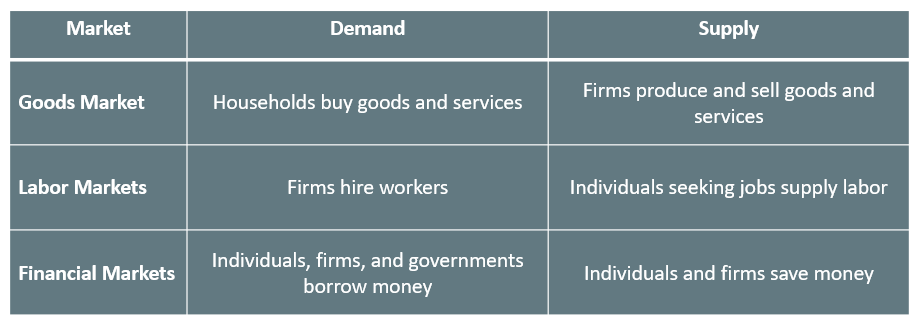 Market Demand Supply
Goods Market Households buy goods and services Firms produce and sell goods and
services
Labor Markets Firms hire workers Individuals seeking jobs supply labor
Financial Markets Individuals, firms, and governments
borrow money Individuals and firms save money